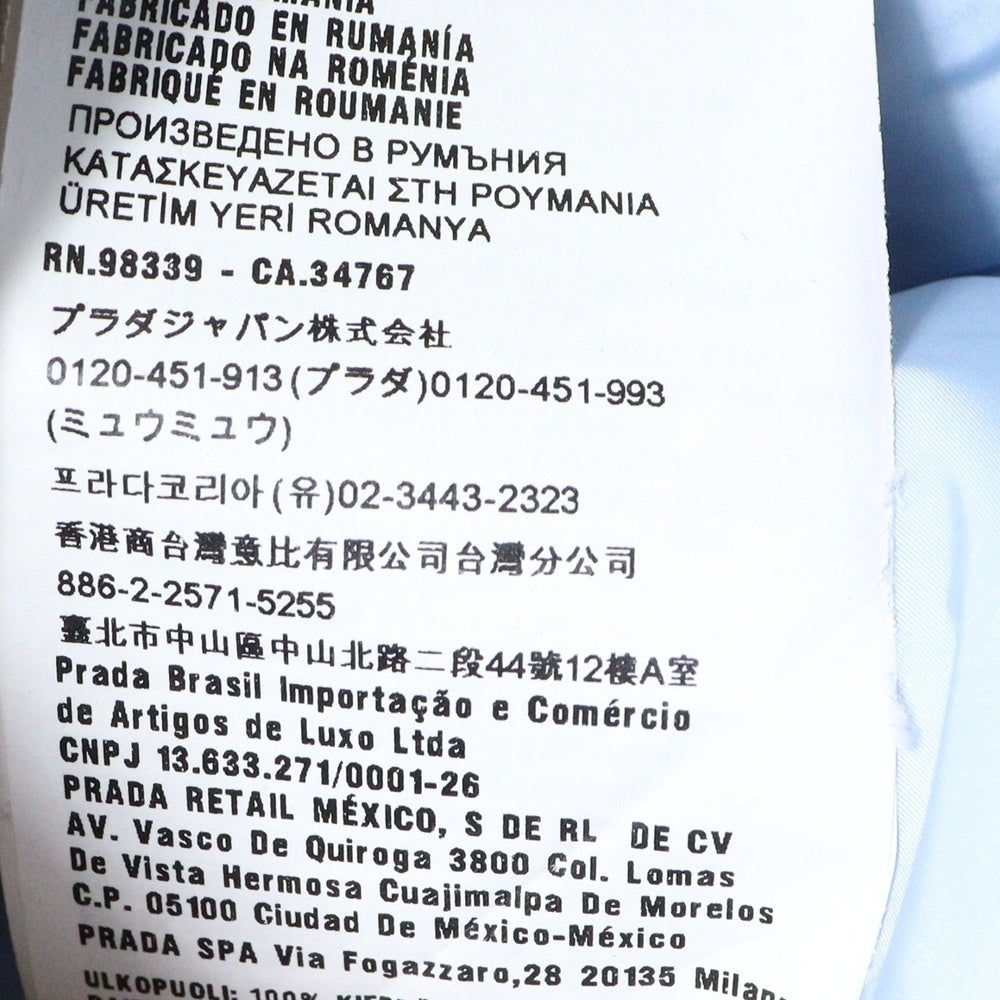 FABRICADO EN RUMANÍA
FABRICADO NA ROMÉNIA
FABRIQUÉ EN ROUMANIE
ПРОИЗВЕДЕНО В РУМЪНИЯ
ΚΑΤΑΣΚΕΥΑΖΕΤΑΙ ΣΤΗ ΡΟΥΜΑΝΙΑ
ÜRETİM YERİ ROMANYA
RN.98339 - CA.34767
プラダジャパン株式会社
0120-451-913(プラダ)0120-451-993
(ミュウミュウ)
프라다코리아(유)02-3443-2323
香港商台灣意比有限公司台灣分公司
886-2-2571-5255
臺北市中山區中山北路二段44號12樓A室
Prada Brasil Importação e Comércio
de Artigos de Luxo Ltda
CNPJ 13.633.271/0001-26
PRADA RETAIL MÉXICO, S DE RL DE CV
AV. Vasco De Quiroga 3800 Col. Lomas
De Vista Hermosa Cuajimalpa De Morelos
C.P. 05100 Ciudad De México-México
PRADA SPA Via Fogazzaro,28 20135 Milan
ULKOPUOLI: 100%